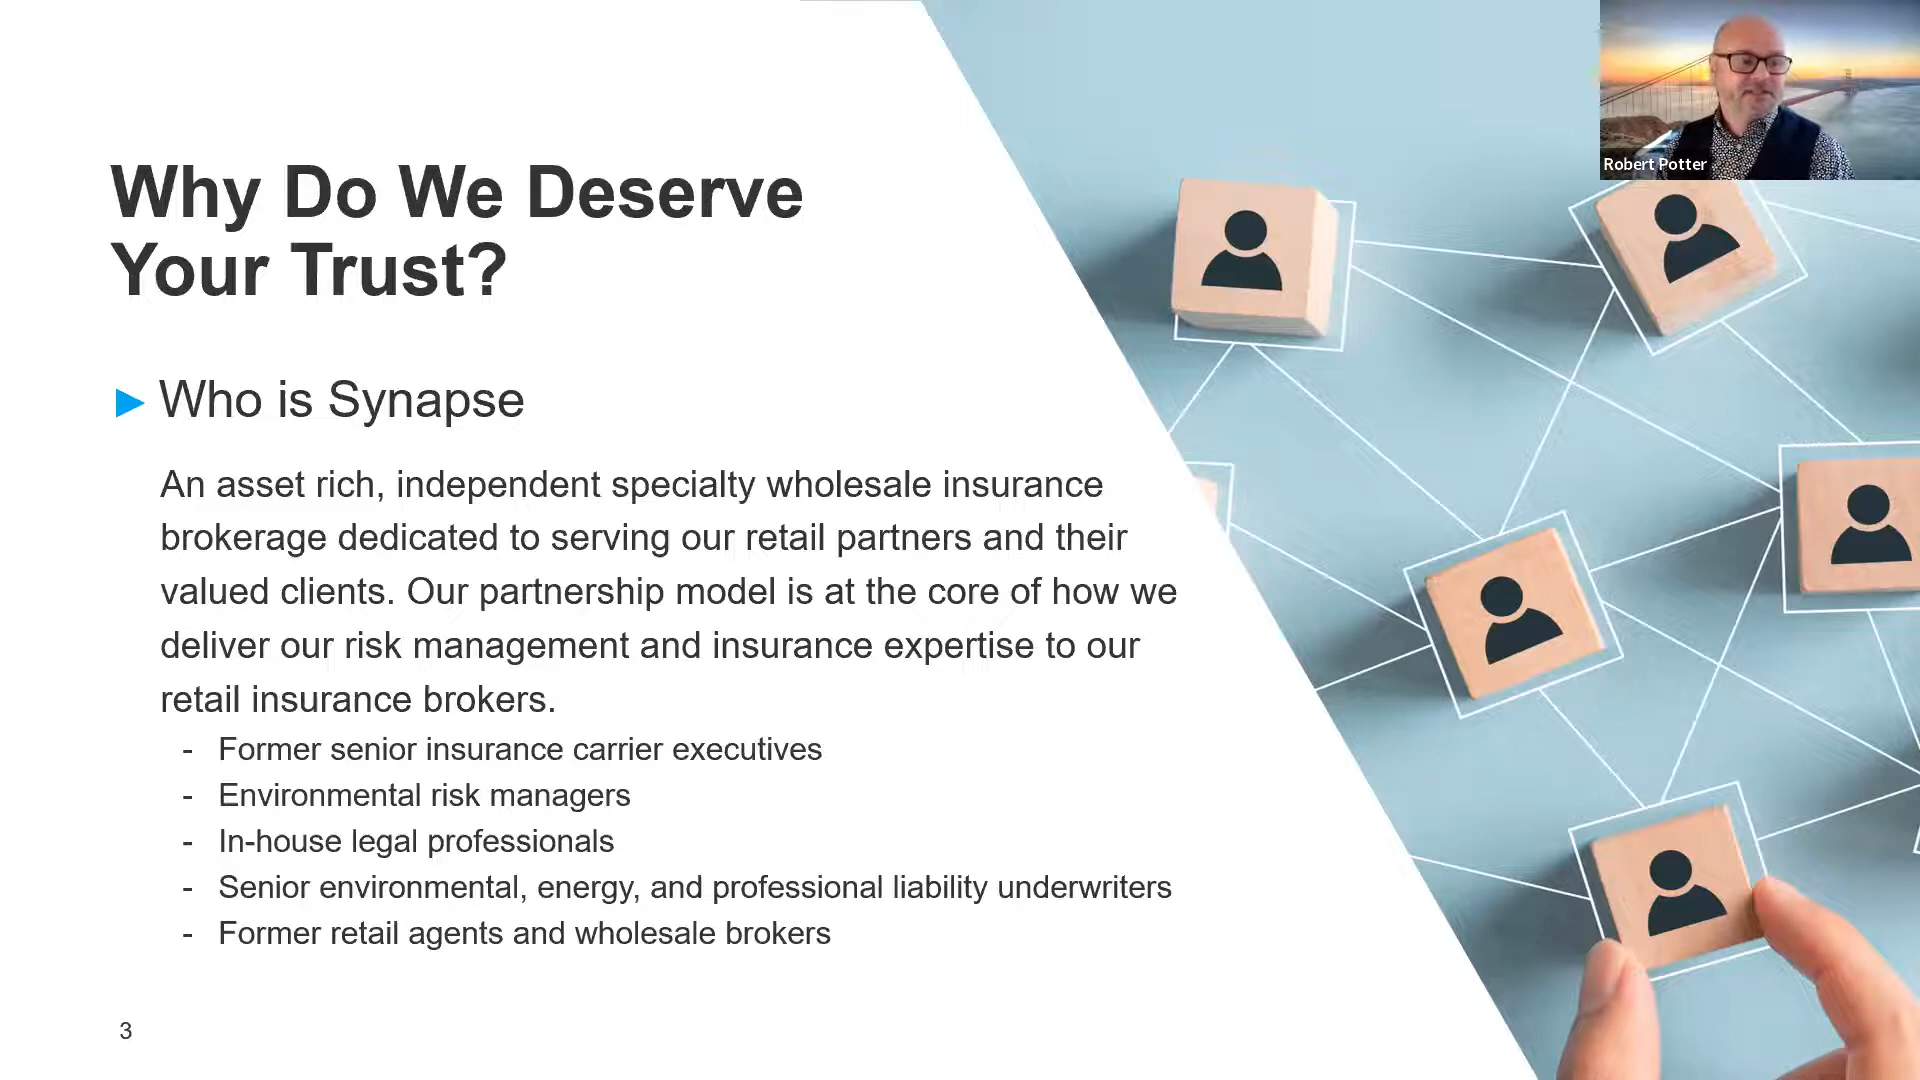 Robert Potter
Why Do We Deserve
Your Trust?
Who is Synapse
An asset rich, independent specialty wholesale insurance
brokerage dedicated to serving our retail partners and their
valued clients. Our partnership model is at the core of how we
deliver our risk management and insurance expertise to our
retail insurance brokers.
- Former senior insurance carrier executives
- Environmental risk managers
- In-house legal professionals
- Senior environmental, energy, and professional liability underwriters
- Former retail agents and wholesale brokers
3